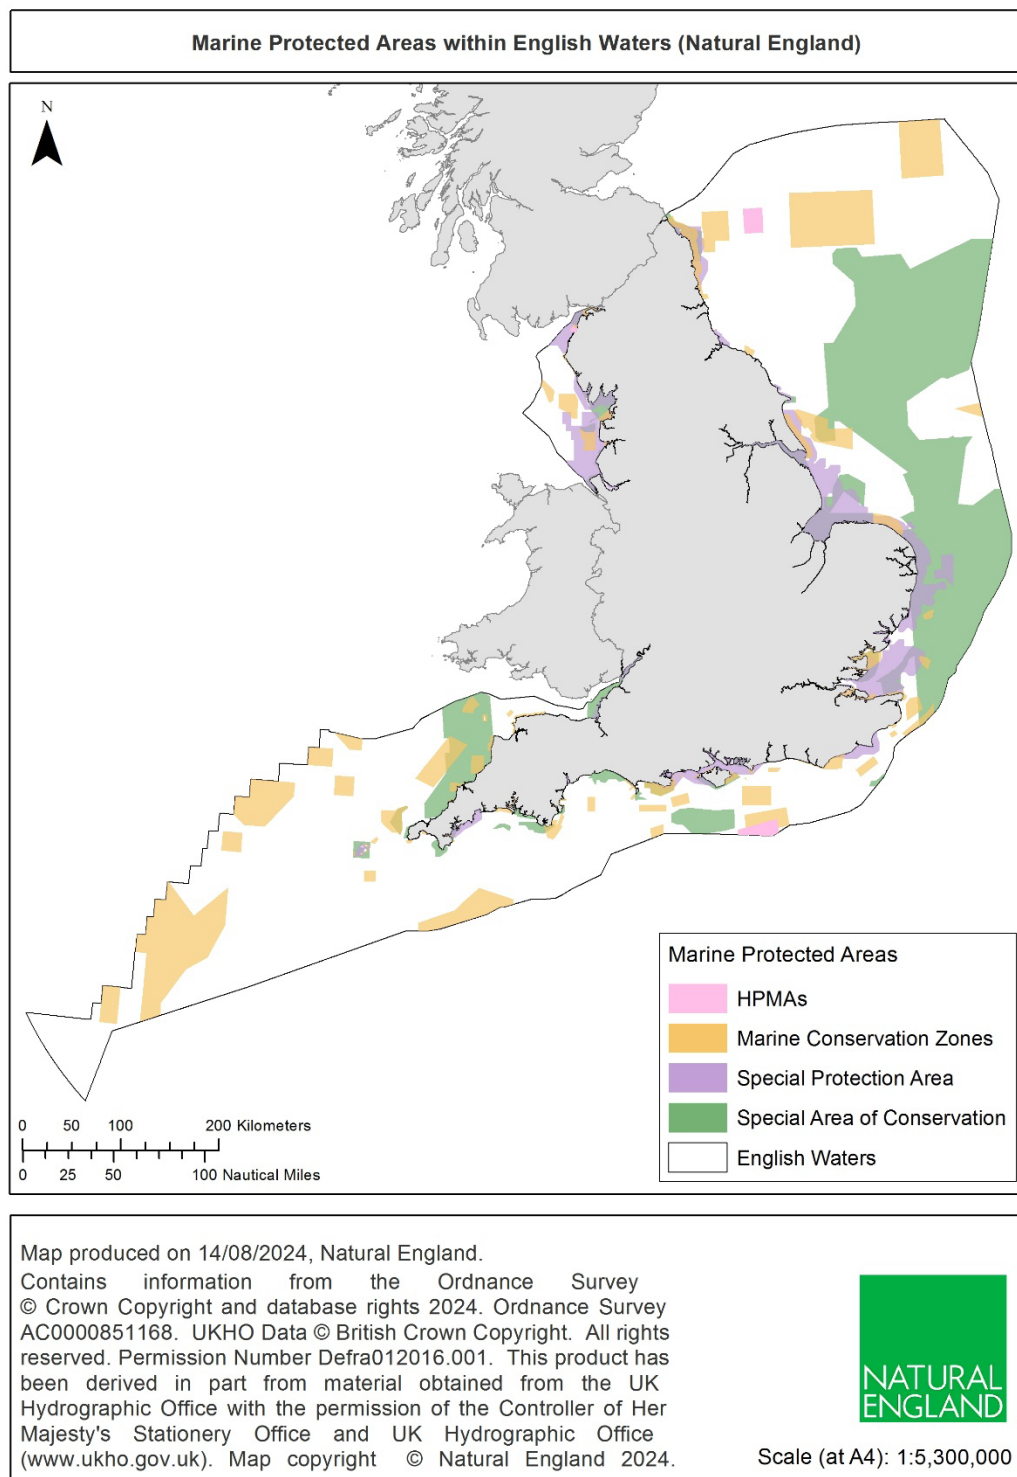 Marine Protected Areas within English Waters (Natural England)
N
Marine Protected Areas
HPMAs
Marine Conservation Zones
Special Protection Area
Special Area of Conservation
English Waters
0 50 100 200 Kilometers
0 25 50 100 Nautical Miles
Map produced on 14/08/2024, Natural England.
Contains information from the Ordnance Survey
© Crown Copyright and database rights 2024. Ordnance Survey
AC0000851168. UKHO Data © British Crown Copyright. All rights
reserved. Permission Number Defra012016.001. This product has
been derived in part from material obtained from the UK
Hydrographic Office with the permission of the Controller of Her
Majesty's Stationery Office and UK Hydrographic Office
(www.ukho.gov.uk). Map copyright © Natural England 2024.
NATURAL
ENGLAND
Scale (at A4): 1:5,300,000